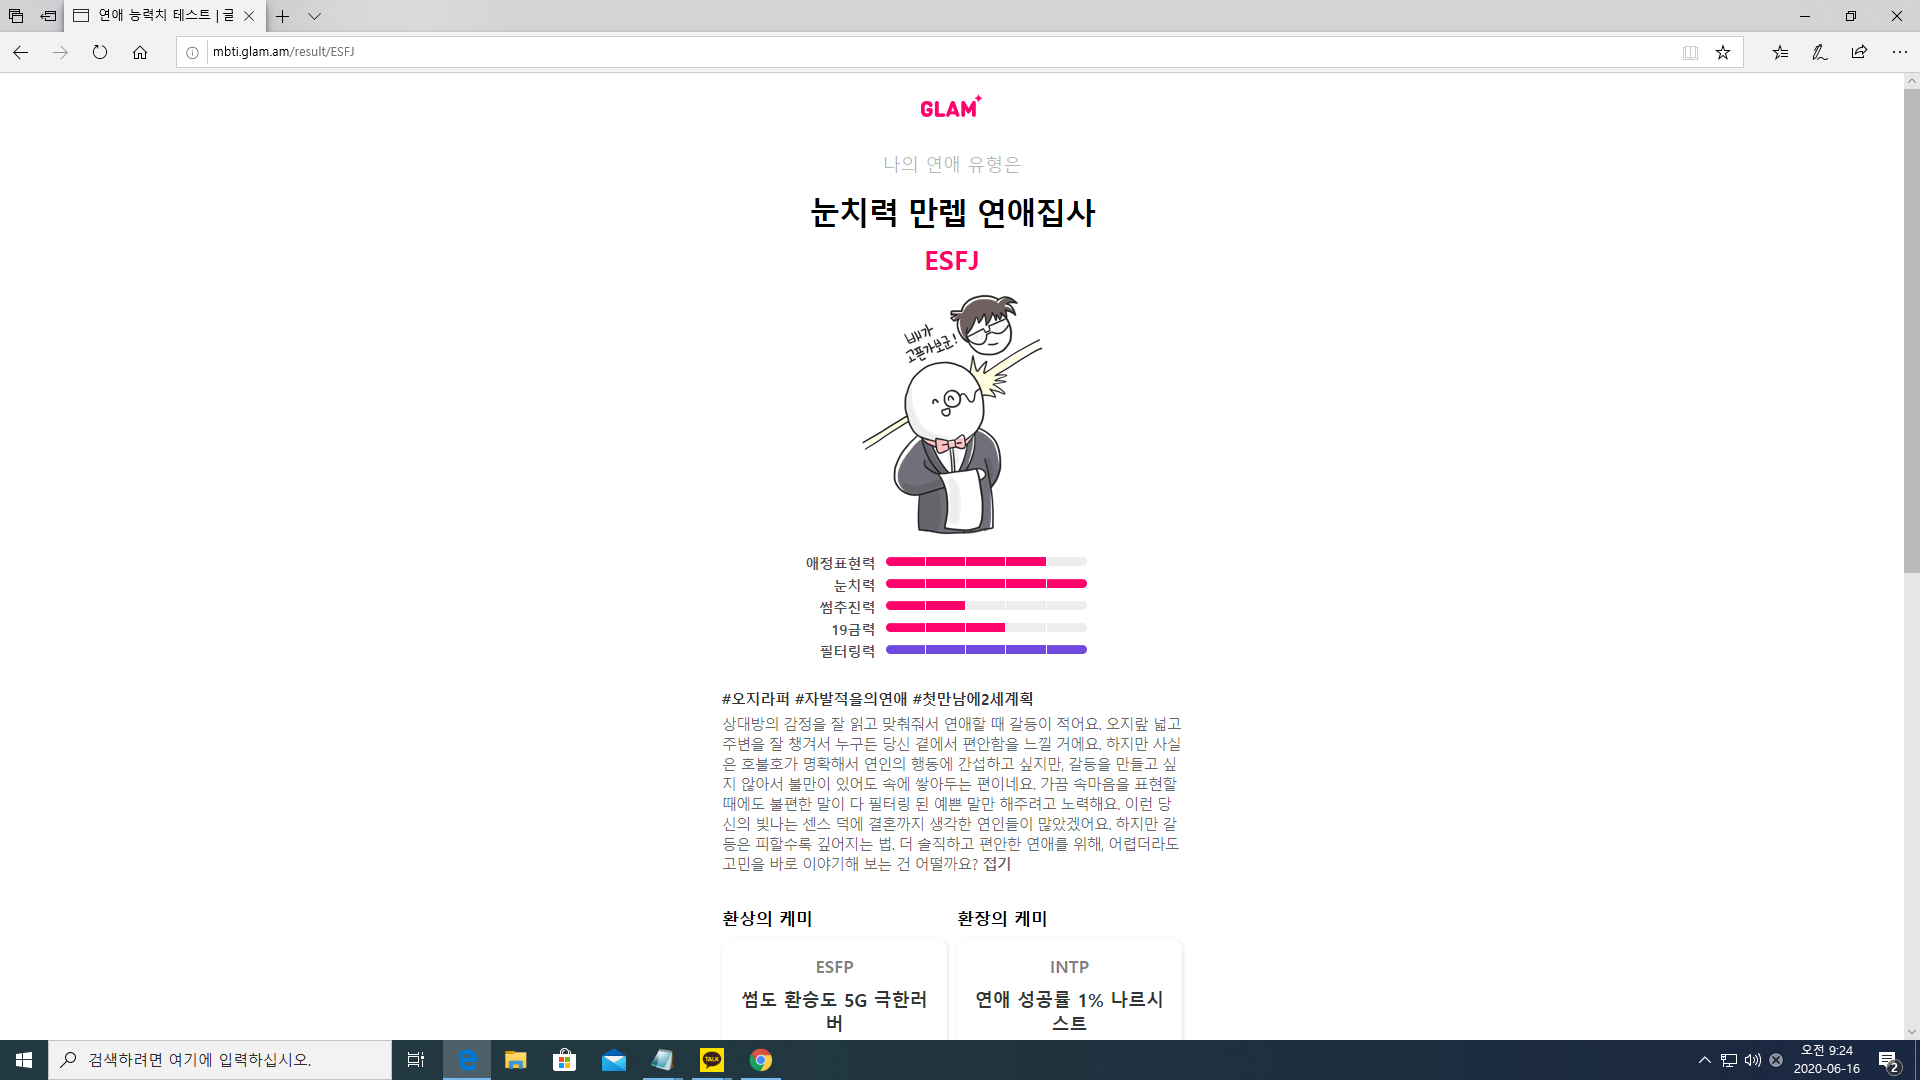 연애 능력치 테스트 | 글
mbti.glam.am/result/ESFJ
GLAM
나의 연애 유형은
눈치력 만렙 연애집사
ESFJ
배가
고픈가보군!
애정표현력
눈치력
썸추진력
19금력
필터링력
#오지라퍼 #자발적을의연애 #첫만남에2세계획
상대방의 감정을 잘 읽고 맞춰줘서 연애할 때 갈등이 적어요. 오지랖 넓고
주변을 잘 챙겨서 누구든 당신 곁에서 편안함을 느낄 거에요. 하지만 사실
은 호불호가 명확해서 연인의 행동에 간섭하고 싶지만, 갈등을 만들고 싶
지 않아서 불만이 있어도 속에 쌓아두는 편이네요. 가끔 속마음을 표현할
때에도 불편한 말이 다 필터링 된 예쁜 말만 해주려고 노력해요. 이런 당
신의 빛나는 센스 덕에 결혼까지 생각한 연인들이 많았겠어요. 하지만 갈
등은 피할수록 깊어지는 법. 더 솔직하고 편안한 연애를 위해, 어렵더라도
고민을 바로 이야기해 보는 건 어떨까요? 접기
환상의 케미
환장의 케미
ESFP
썸도 환승도 5G 극한러
버
INTP
연애 성공률 1% 나르시
스트
검색하려면 여기에 입력하십시오.
TALK
오전 9:24
2020-06-16
2